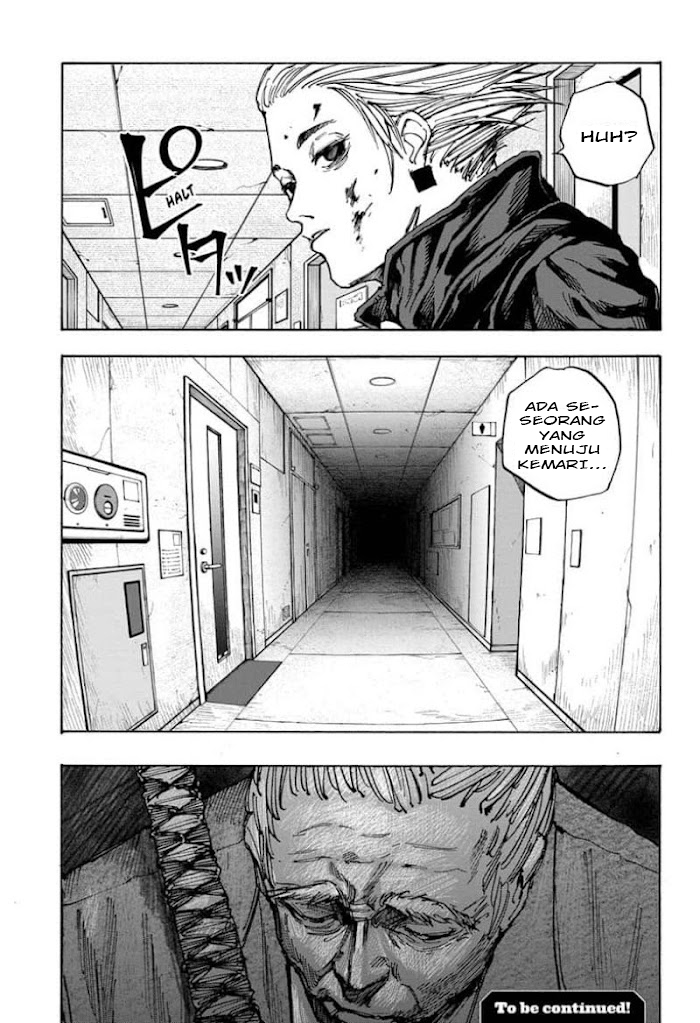 HUH?
ピタッ
HALT
ADA SE-
SEORANG
YANG
MENUJU
KEMARI...
To be continued!